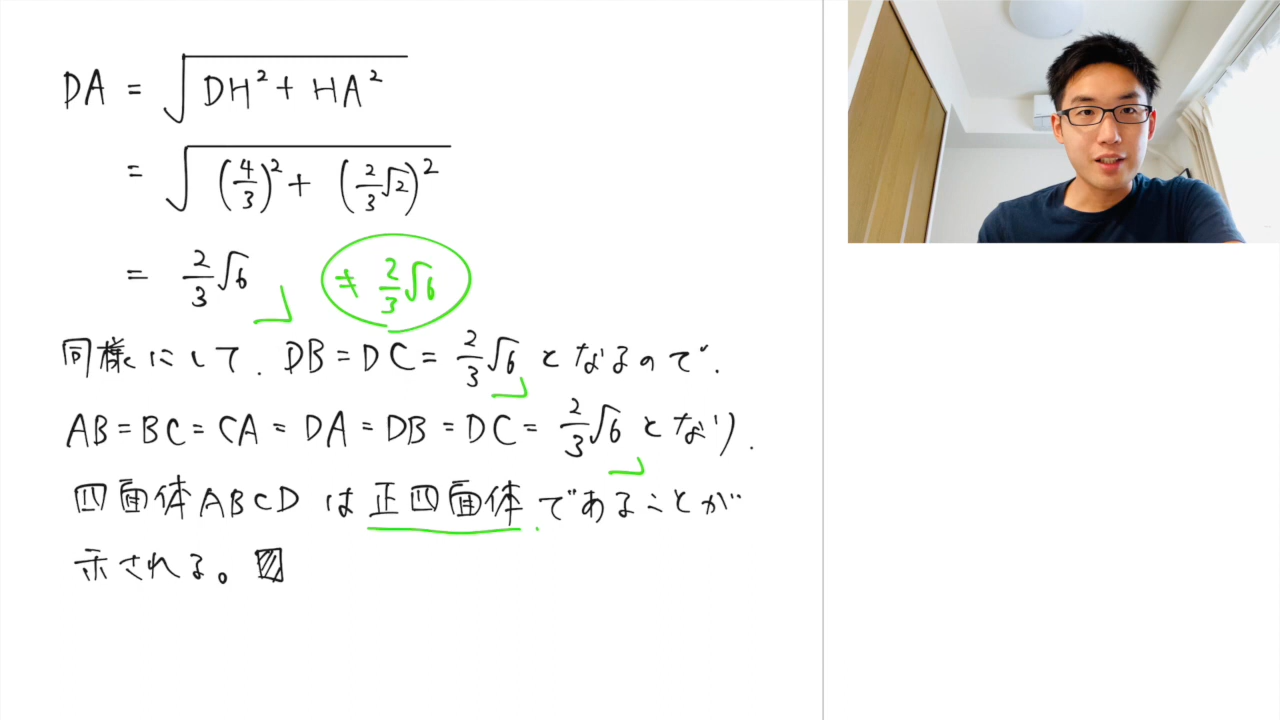 DA = √(DH² + HA²)
= √((4/3)² + (2/3 √2)²)
= 2/3 √6 ≠ 2/3 √6
同様にして. DB = DC = 2/3 √6 となるので.
AB = BC = CA = DA = DB = DC = 2/3 √6 となり.
四面体ABCD は 正四面体 であることが
示される。